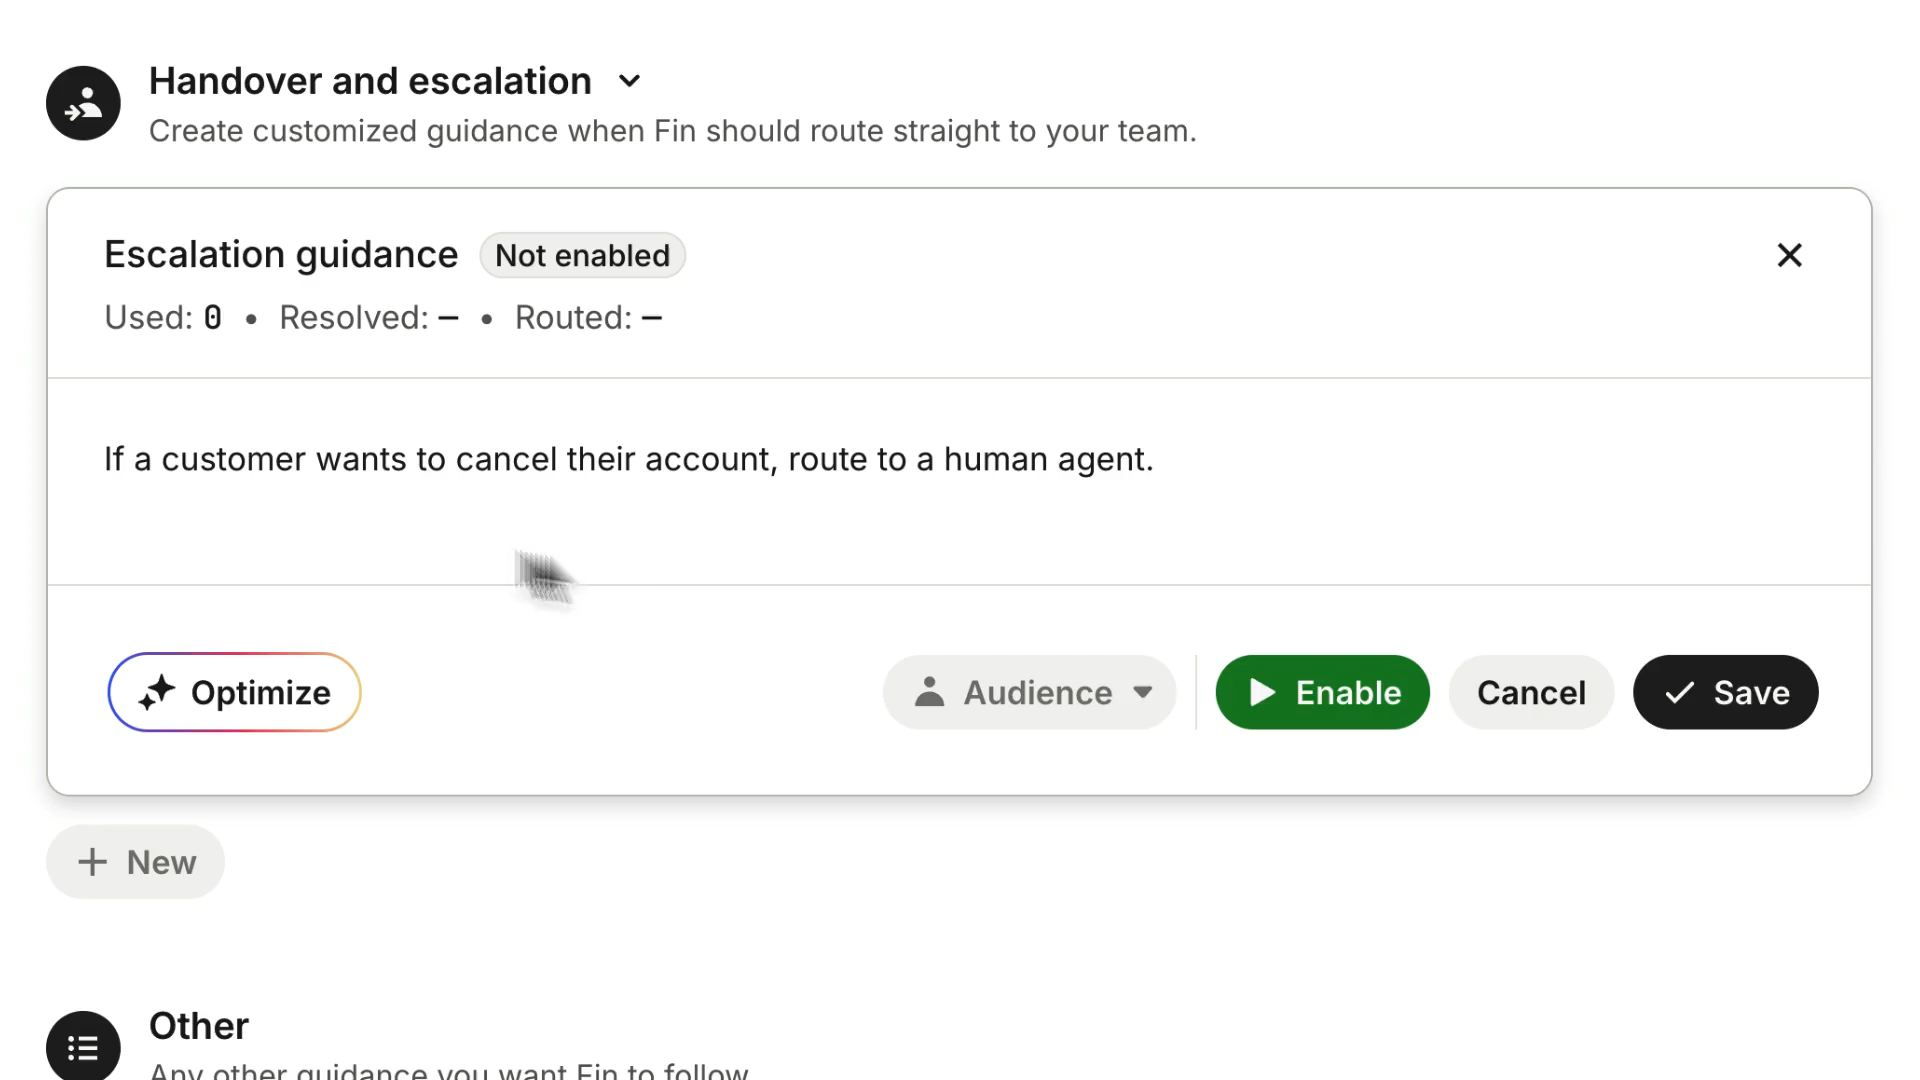 Handover and escalation
Create customized guidance when Fin should route straight to your team.
Escalation guidance Not enabled
Used: 0 • Resolved: – • Routed: –
If a customer wants to cancel their account, route to a human agent.
Optimize Audience Enable Cancel Save
New
Other
Any other guidance you want Fin to follow